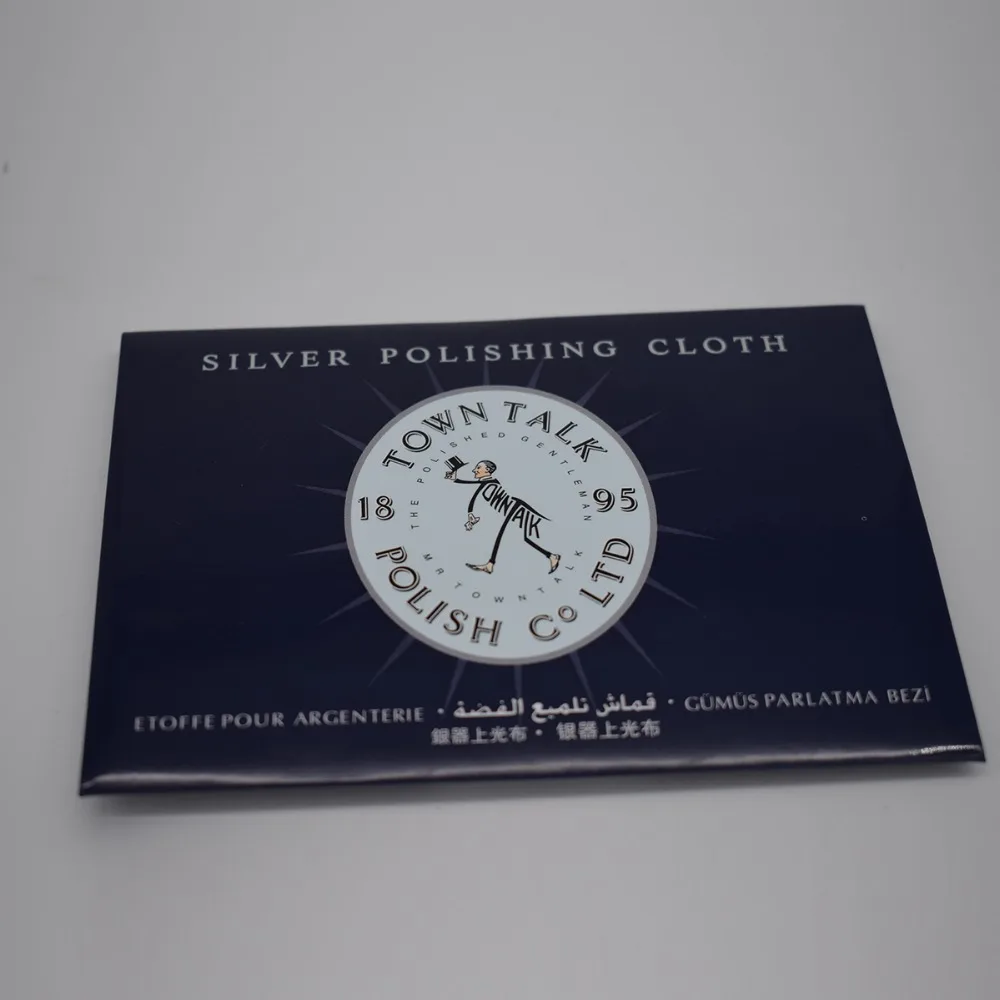 SILVER POLISHING CLOTH
TOWN TALK
THE POLISHED GENTLEMAN
18 95
TOWNTALK
MR TOWNTALK
POLISH Co LTD
ETOFFE POUR ARGENTERIE · قماش تلميع الفضة · GÜMÜS PARLATMA BEZİ
銀器上光布 · 银器上光布